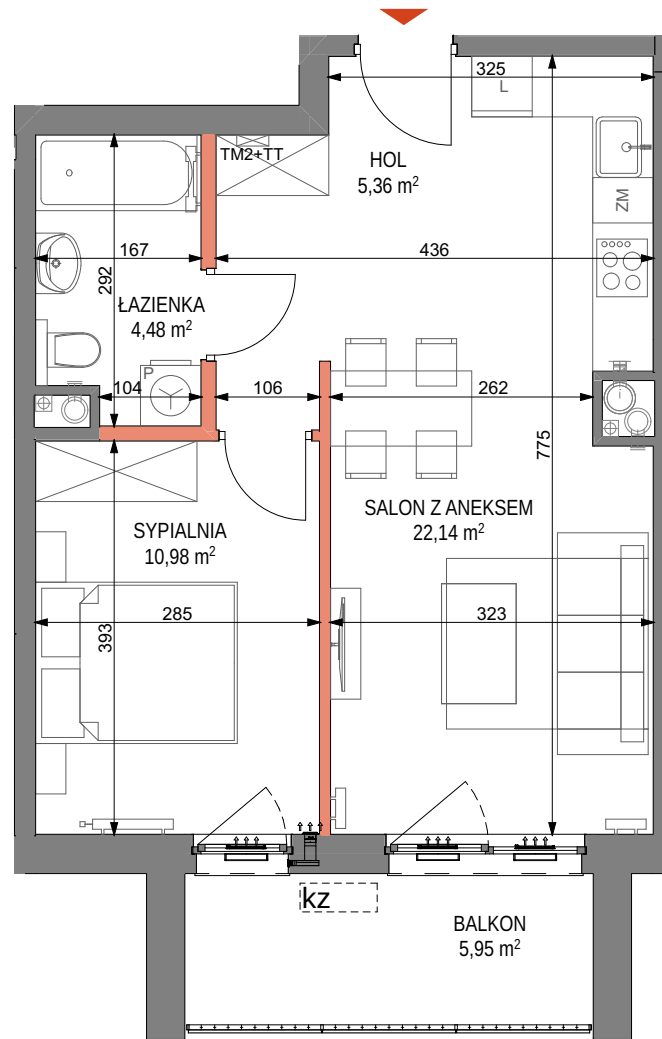 325
L
TM2+TT
HOL
5,36 m²
ZM
167
436
292
ŁAZIENKA
4,48 m²
P
104
106
262
775
SYPIALNIA
10,98 m²
SALON Z ANEKSEM
22,14 m²
285
323
393
kz
BALKON
5,95 m²